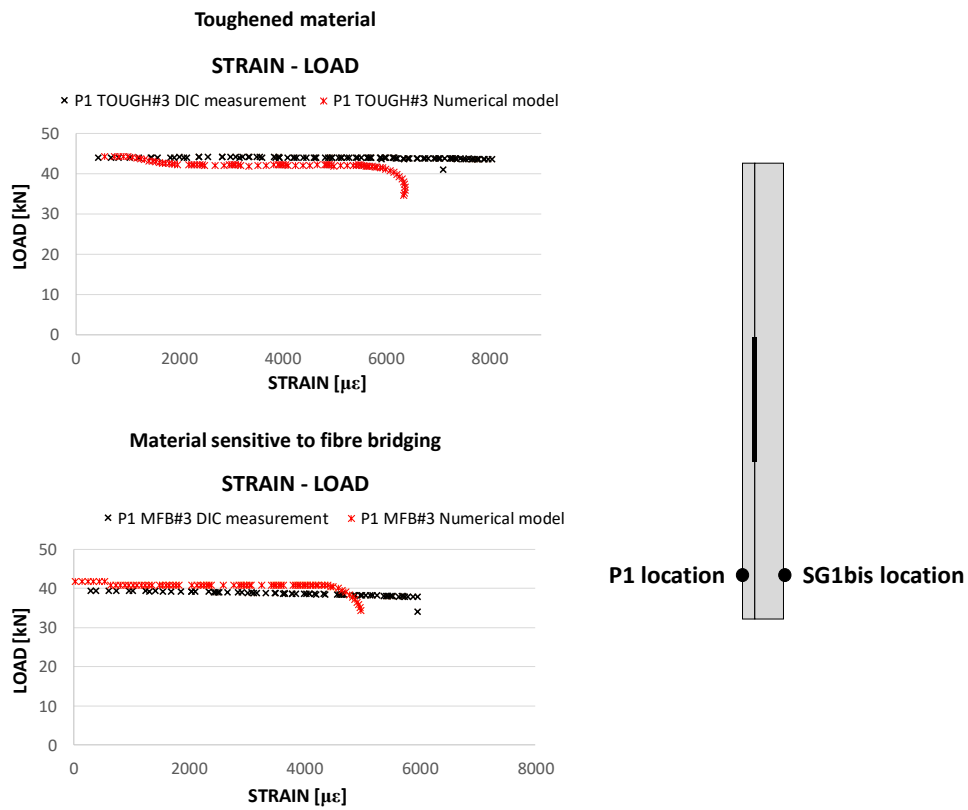 Toughened material
STRAIN - LOAD
P1 TOUGH#3 DIC measurement P1 TOUGH#3 Numerical model
50
40
30
20
10
0
LOAD [kN]
0 2000 4000 6000 8000
STRAIN [με]
Material sensitive to fibre bridging
STRAIN - LOAD
P1 MFB#3 DIC measurement P1 MFB#3 Numerical model
50
40
30
20
10
0
LOAD [kN]
0 2000 4000 6000 8000
STRAIN [με]
P1 location SG1bis location